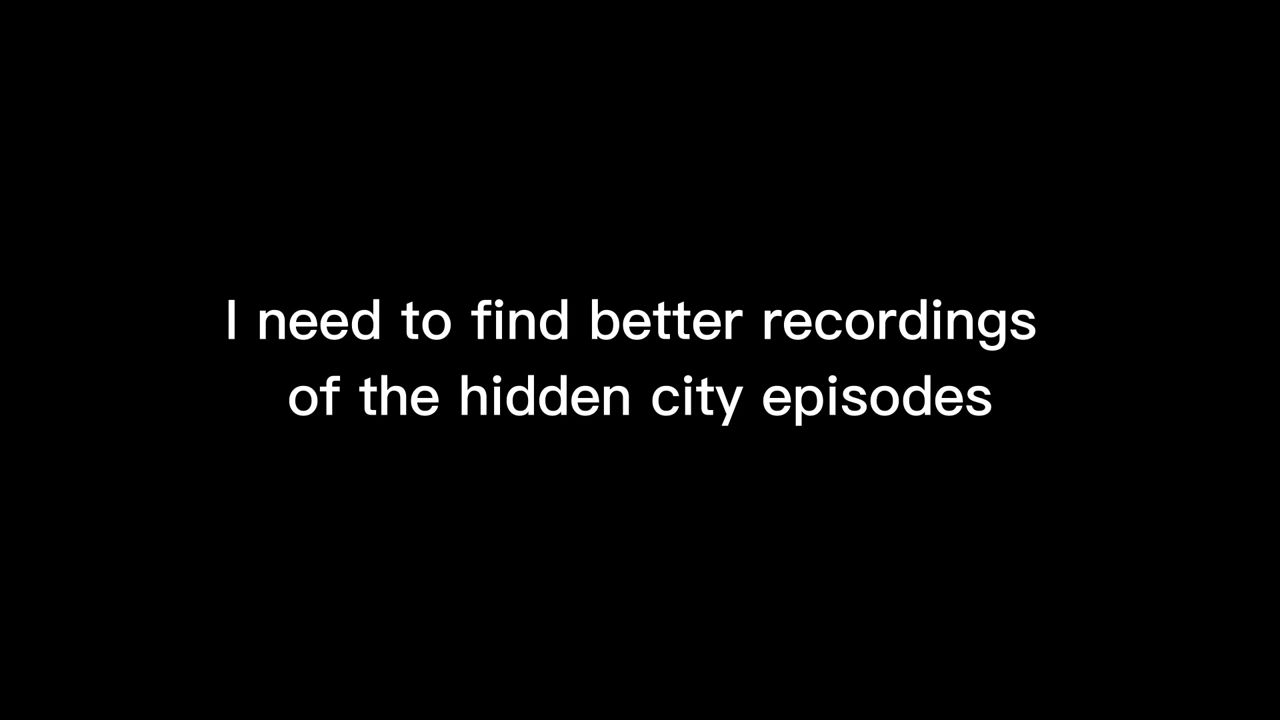 I need to find better recordings
of the hidden city episodes